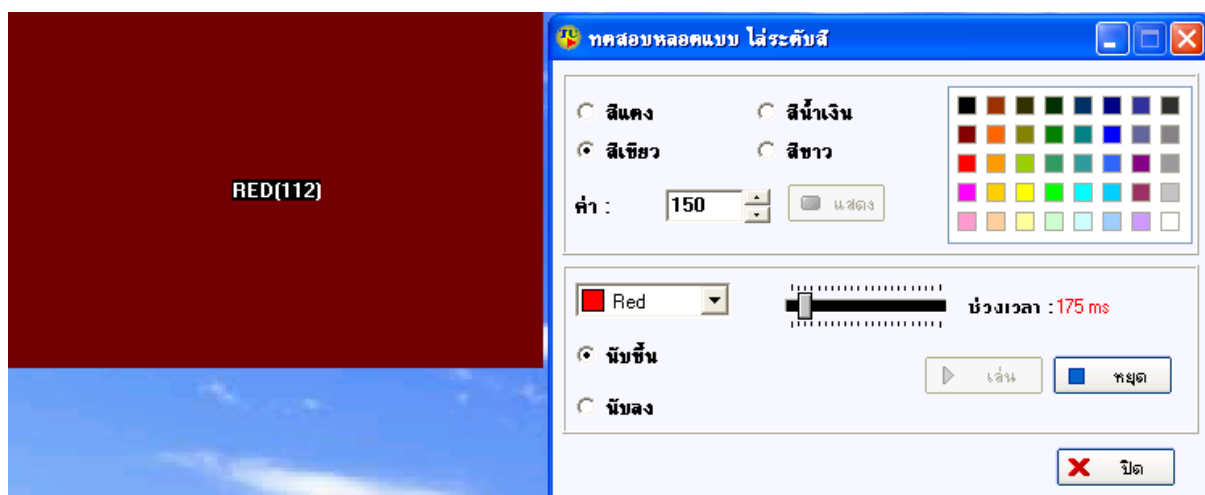 RED(112)
ทดสอบหลอดแบบ ไล่ระดับสี
สีแดง
สีน้ำเงิน
สีเขียว
สีขาว
ค่า : 150 แสดง
Red
ช่วงเวลา : 175 ms
นับขึ้น
เล่น หยุด
นับลง
ปิด